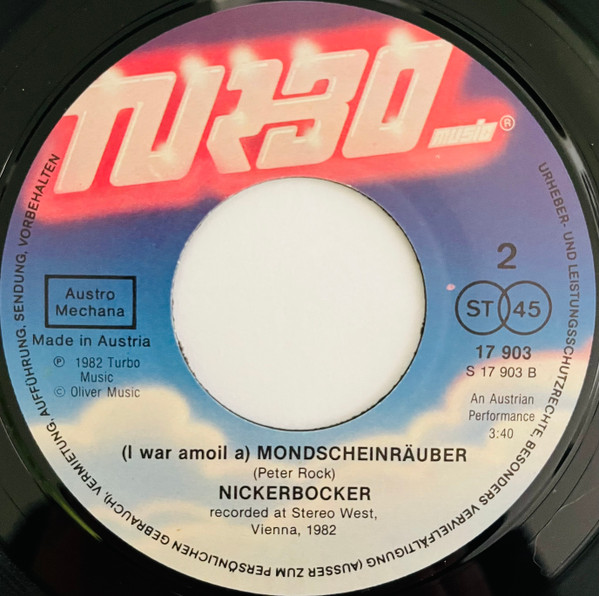 TURBO
music®
URHEBER- UND LEISTUNGSSCHUTZRECHTE, BESONDERS VERVIELFÄLTIGUNG (AUSSER ZUM PERSÖNLICHEN GEBRAUCH), VERMIETUNG, AUFFÜHRUNG, SENDUNG, VORBEHALTEN
2
Austro
Mechana
ST 45
Made in Austria
℗ 1982 Turbo
Music
© Oliver Music
17 903
S 17 903 B
An Austrian
Performance
3:40
(I war amoil a) MONDSCHEINRÄUBER
(Peter Rock)
NICKERBOCKER
recorded at Stereo West,
Vienna, 1982